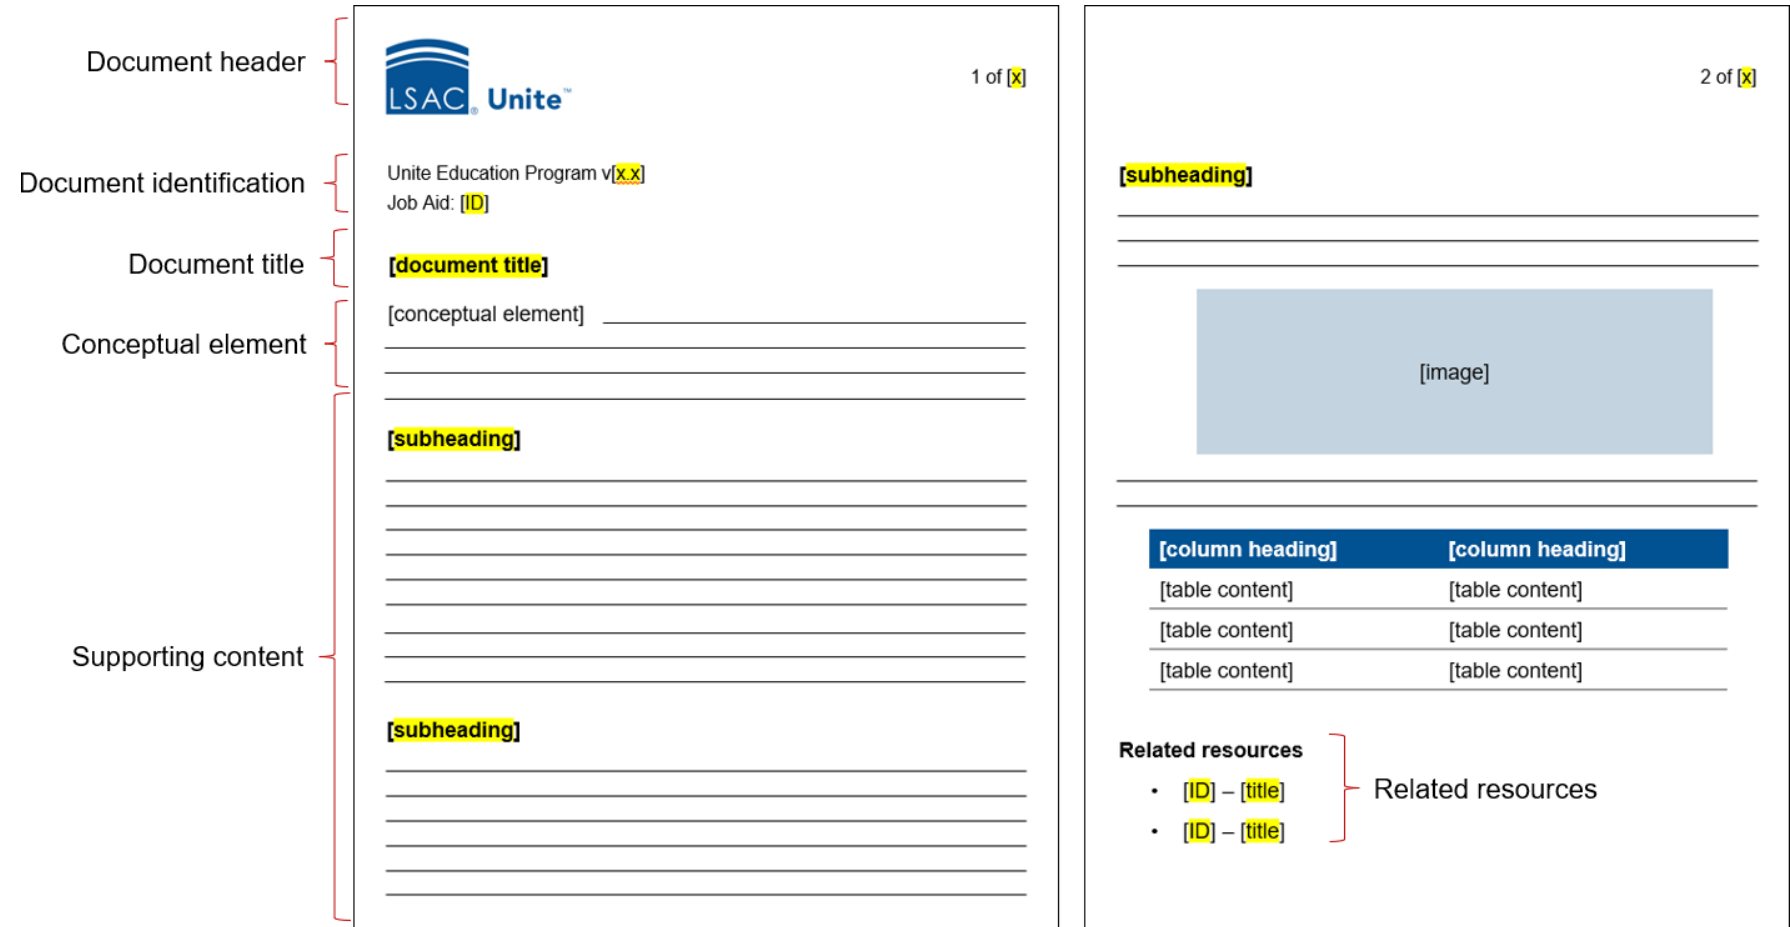 Document header
LSAC® Unite™
1 of [x]
Document identification
Unite Education Program v[x.x]
Job Aid: [ID]
Document title
[document title]
Conceptual element
[conceptual element]
Supporting content
[subheading]
[subheading]
2 of [x]
[subheading]
[image]
[column heading] [column heading]
[table content] [table content]
[table content] [table content]
[table content] [table content]
Related resources
• [ID] – [title]
• [ID] – [title]
Related resources